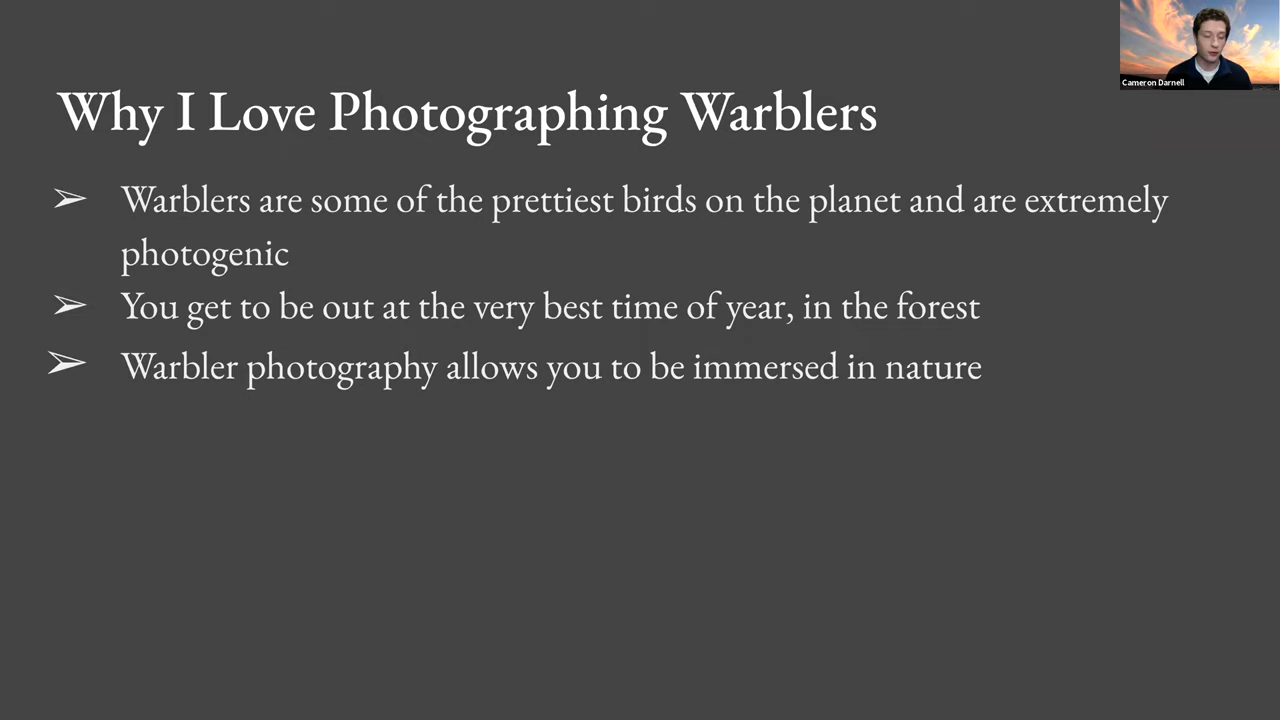 Cameron Darnell
Why I Love Photographing Warblers
➢ Warblers are some of the prettiest birds on the planet and are extremely
photogenic
➢ You get to be out at the very best time of year, in the forest
➢ Warbler photography allows you to be immersed in nature